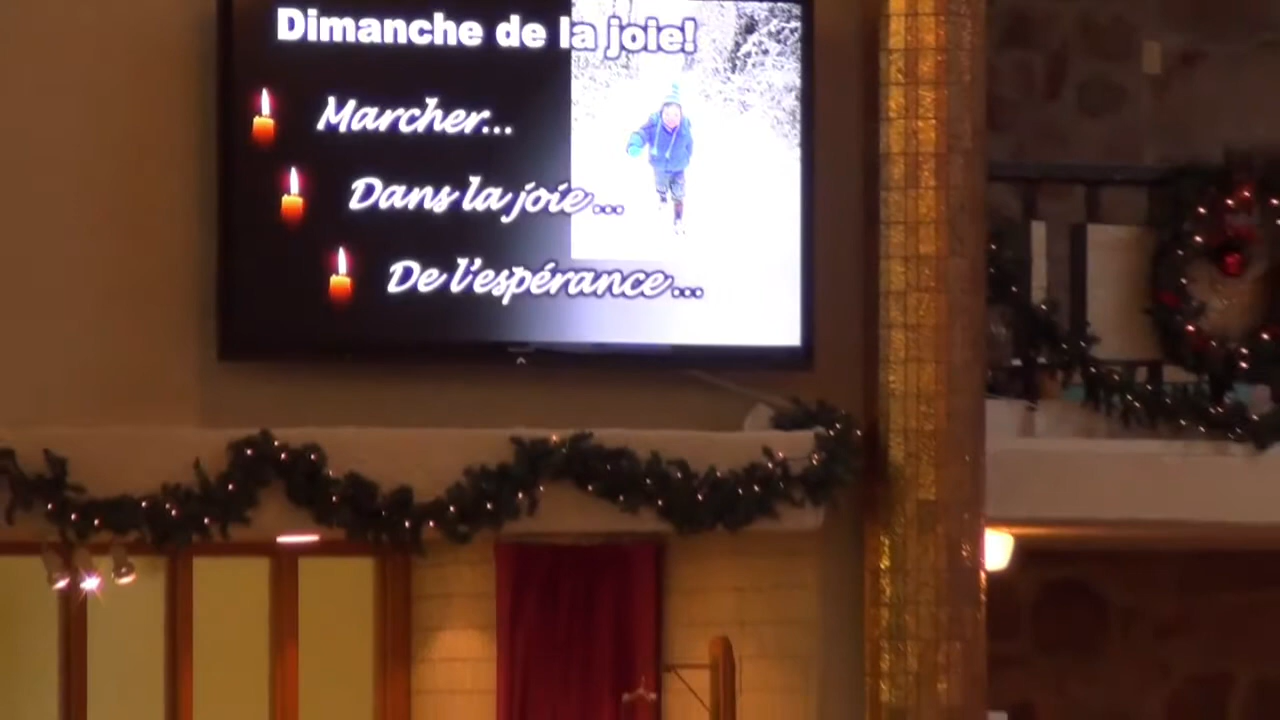 Dimanche de la joie!
Marcher...
Dans la joie...
De l'espérance...